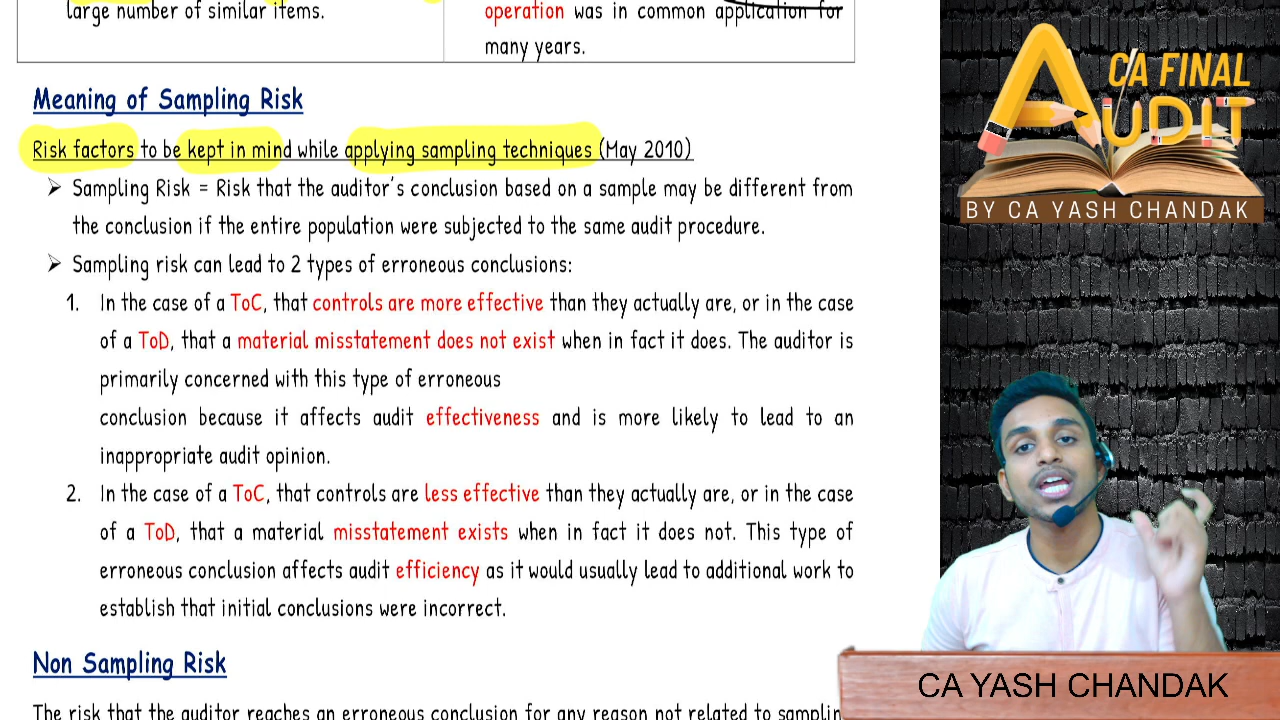 large number of similar items.
operation was in common application for
many years.
Meaning of Sampling Risk
Risk factors to be kept in mind while applying sampling techniques (May 2010)
➤ Sampling Risk = Risk that the auditor's conclusion based on a sample may be different from
the conclusion if the entire population were subjected to the same audit procedure.
➤ Sampling risk can lead to 2 types of erroneous conclusions:
1. In the case of a ToC, that controls are more effective than they actually are, or in the case
of a ToD, that a material misstatement does not exist when in fact it does. The auditor is
primarily concerned with this type of erroneous
conclusion because it affects audit effectiveness and is more likely to lead to an
inappropriate audit opinion.
2. In the case of a ToC, that controls are less effective than they actually are, or in the case
of a ToD, that a material misstatement exists when in fact it does not. This type of
erroneous conclusion affects audit efficiency as it would usually lead to additional work to
establish that initial conclusions were incorrect.
Non Sampling Risk
The risk that the auditor reaches an erroneous conclusion for any reason not related to sampling
CA FINAL
AUDIT
BY CA YASH CHANDAK
CA YASH CHANDAK